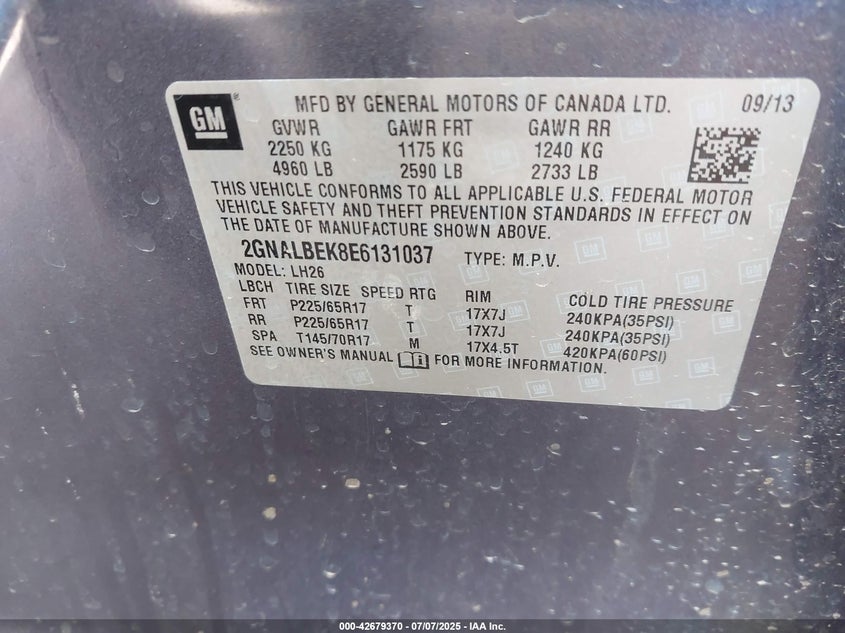 GM ® MFD BY GENERAL MOTORS OF CANADA LTD. 09/13
GVWR GAWR FRT GAWR RR
2250 KG 1175 KG 1240 KG
4960 LB 2590 LB 2733 LB
THIS VEHICLE CONFORMS TO ALL APPLICABLE U.S. FEDERAL MOTOR
VEHICLE SAFETY AND THEFT PREVENTION STANDARDS IN EFFECT ON
THE DATE OF MANUFACTURE SHOWN ABOVE.
2GNALBEK8E6131037 TYPE: M.P.V.
MODEL: LH26
LBCH TIRE SIZE SPEED RTG RIM COLD TIRE PRESSURE
FRT P225/65R17 T 17X7J 240KPA(35PSI)
RR P225/65R17 T 17X7J 240KPA(35PSI)
SPA T145/70R17 M 17X4.5T 420KPA(60PSI)
SEE OWNER'S MANUAL i FOR MORE INFORMATION.
000-42679370 - 07/07/2025 - IAA Inc.